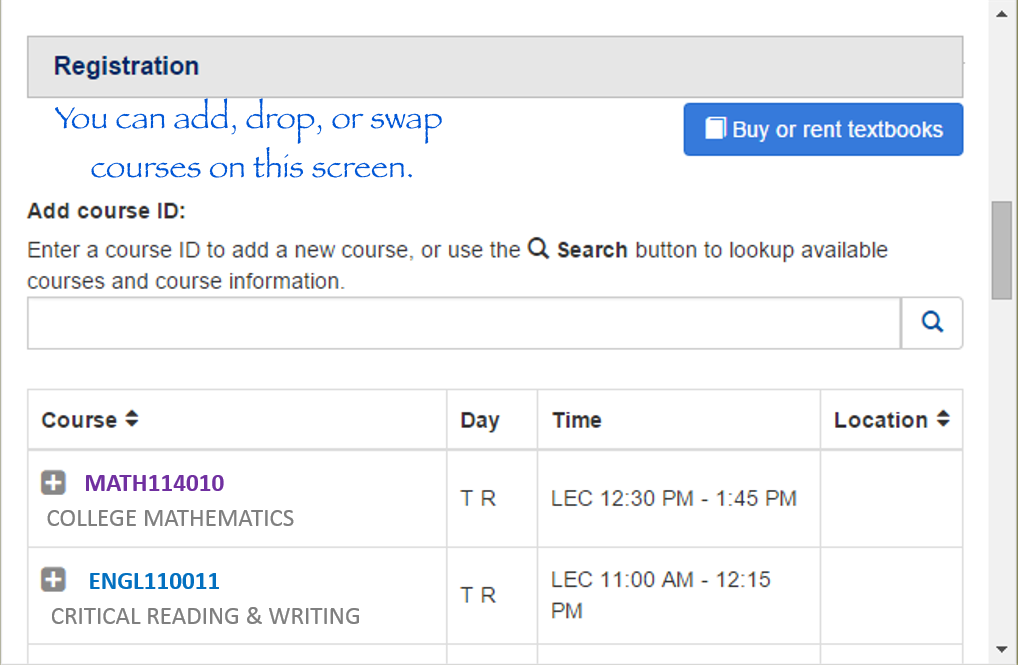 Registration
You can add, drop, or swap
courses on this screen.
Buy or rent textbooks
Add course ID:
Enter a course ID to add a new course, or use the Search button to lookup available
courses and course information.
Course Day Time Location
MATH114010
COLLEGE MATHEMATICS
T R
LEC 12:30 PM - 1:45 PM
ENGL110011
CRITICAL READING & WRITING
T R
LEC 11:00 AM - 12:15
PM